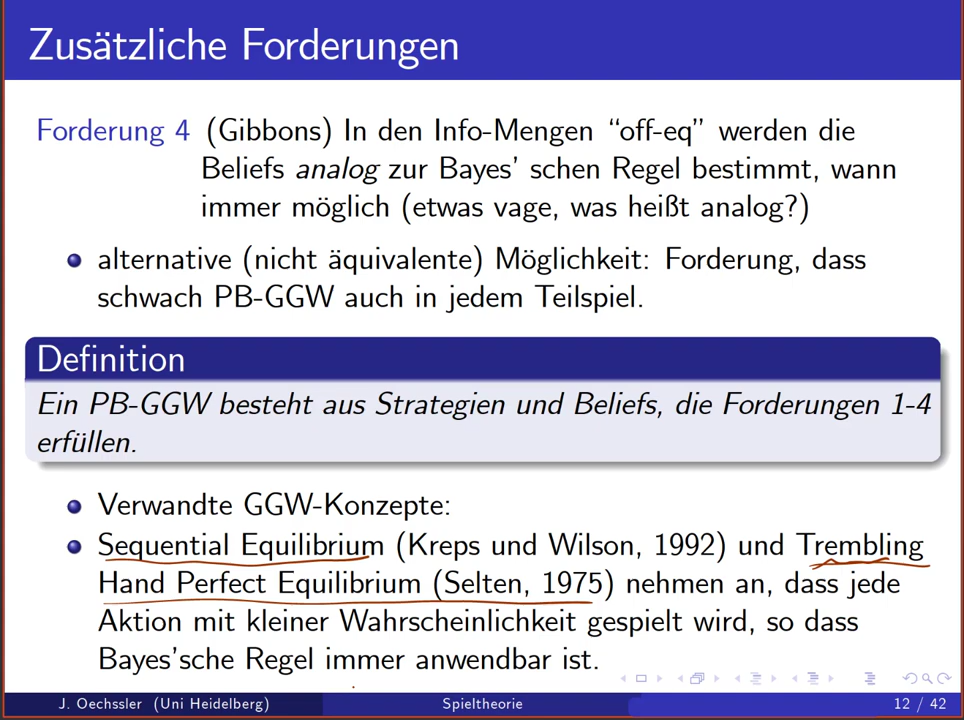 Zusätzliche Forderungen
Forderung 4 (Gibbons) In den Info-Mengen “off-eq” werden die
Beliefs analog zur Bayes’ schen Regel bestimmt, wann
immer möglich (etwas vage, was heißt analog?)
alternative (nicht äquivalente) Möglichkeit: Forderung, dass
schwach PB-GGW auch in jedem Teilspiel.
Definition
Ein PB-GGW besteht aus Strategien und Beliefs, die Forderungen 1-4
erfüllen.
Verwandte GGW-Konzepte:
Sequential Equilibrium (Kreps und Wilson, 1992) und Trembling
Hand Perfect Equilibrium (Selten, 1975) nehmen an, dass jede
Aktion mit kleiner Wahrscheinlichkeit gespielt wird, so dass
Bayes’sche Regel immer anwendbar ist.
J. Oechssler (Uni Heidelberg) Spieltheorie 12 / 42